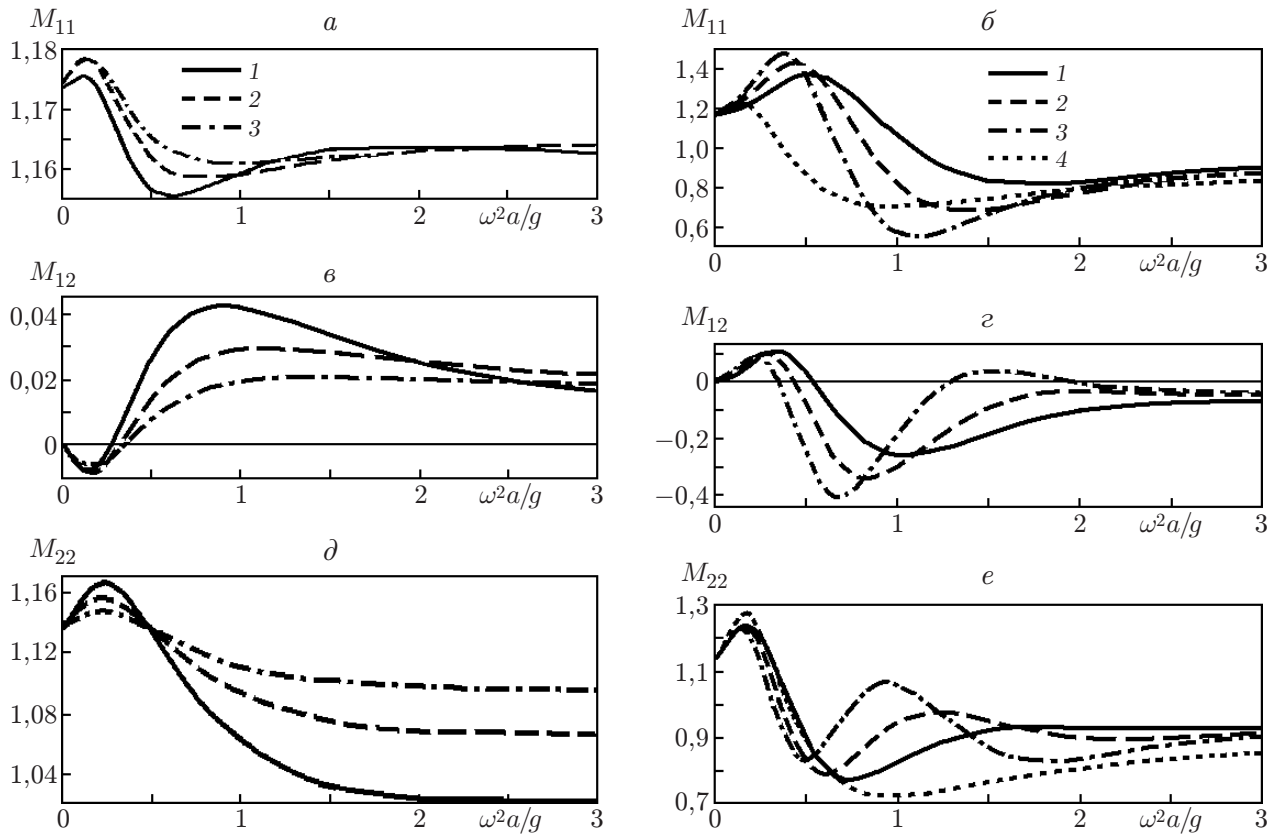 M₁₁ а
1,18
1,17
1,16
1
2
3
0 1 2 ω²a/g 3
M₁₁ б
1,4
1,2
1,0
0,8
0,6
1
2
3
4
0 1 2 ω²a/g 3
M₁₂ в
0,04
0,02
0
0 1 2 ω²a/g 3
M₁₂ г
0
−0,2
−0,4
0 1 2 ω²a/g 3
M₂₂ д
1,16
1,12
1,08
1,04
0 1 2 ω²a/g 3
M₂₂ е
1,3
1,1
0,9
0,7
0 1 2 ω²a/g 3